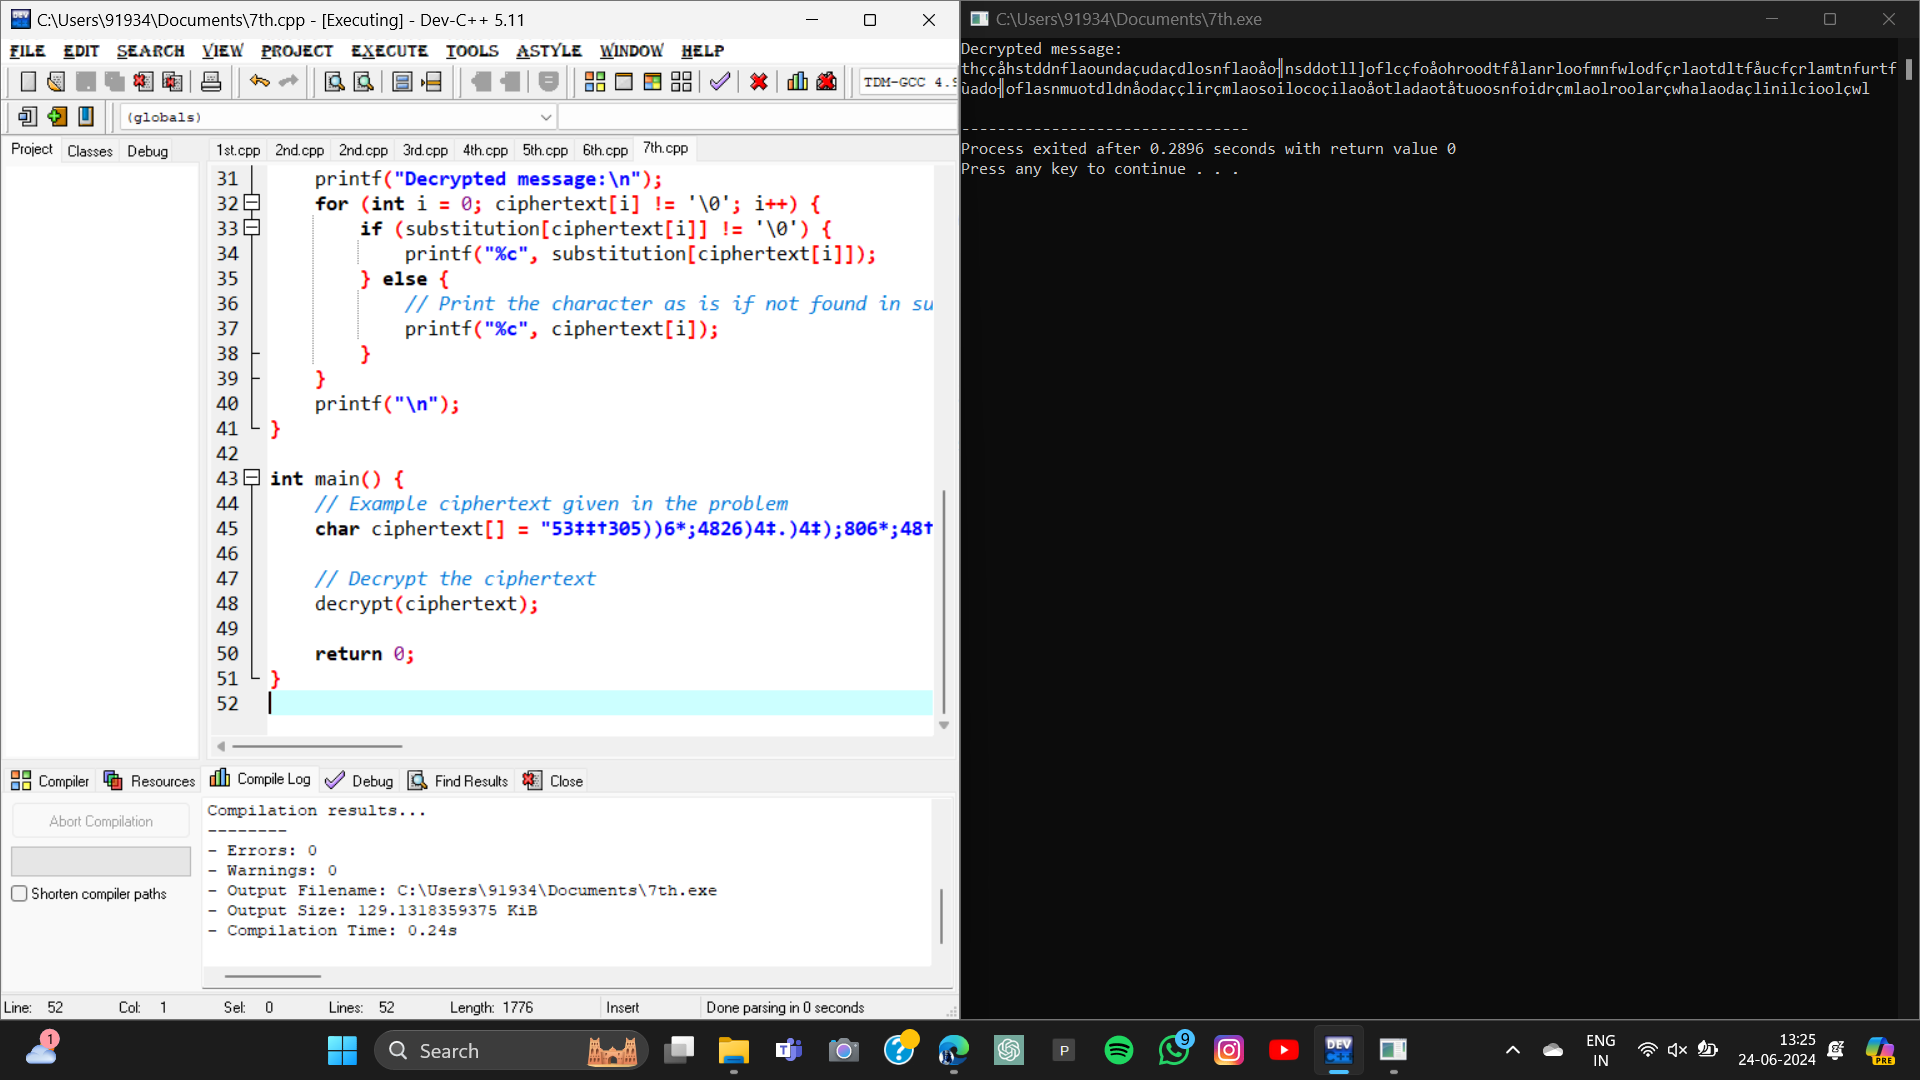 C:\Users\91934\Documents\7th.cpp - [Executing] - Dev-C++ 5.11
FILE EDIT SEARCH VIEW PROJECT EXECUTE TOOLS ASTYLE WINDOW HELP
TDM-GCC 4.9
(globals)
Project Classes Debug
1st.cpp 2nd.cpp 2nd.cpp 3rd.cpp 4th.cpp 5th.cpp 6th.cpp 7th.cpp
31 printf("Decrypted message:\n");
32 for (int i = 0; ciphertext[i] != '\0'; i++) {
33 if (substitution[ciphertext[i]] != '\0') {
34 printf("%c", substitution[ciphertext[i]]);
35 } else {
36 // Print the character as is if not found in su
37 printf("%c", ciphertext[i]);
38 }
39 }
40 printf("\n");
41 }
42
43 int main() {
44 // Example ciphertext given in the problem
45 char ciphertext[] = "53‡‡†305))6*;4826)4‡.)4‡);806*;48†
46
47 // Decrypt the ciphertext
48 decrypt(ciphertext);
49
50 return 0;
51 }
52
Compiler Resources Compile Log Debug Find Results Close
Abort Compilation
Shorten compiler paths
Compilation results...
--------
- Errors: 0
- Warnings: 0
- Output Filename: C:\Users\91934\Documents\7th.exe
- Output Size: 129.1318359375 KiB
- Compilation Time: 0.24s
Line: 52 Col: 1 Sel: 0 Lines: 52 Length: 1776 Insert Done parsing in 0 seconds
C:\Users\91934\Documents\7th.exe
Decrypted message:
thççåhstddnflaoundaçudaçdlosnflaoåo╢nsddotll]oflcçfoåohroodtfålanrloofmnfwlodfçrlaotdltfåucfçrlamtnfurtf
ùado╢oflasnmuotdldnåodaççlirçmlaosoilocoçilaoåotladaotåtuoosnfoidrçmlaolroolarçwhalaodaçlinilcioolçwl
--------------------------------
Process exited after 0.2896 seconds with return value 0
Press any key to continue . . .
1
Search
9
ENG
IN
13:25
24-06-2024
PRE
DEV
P